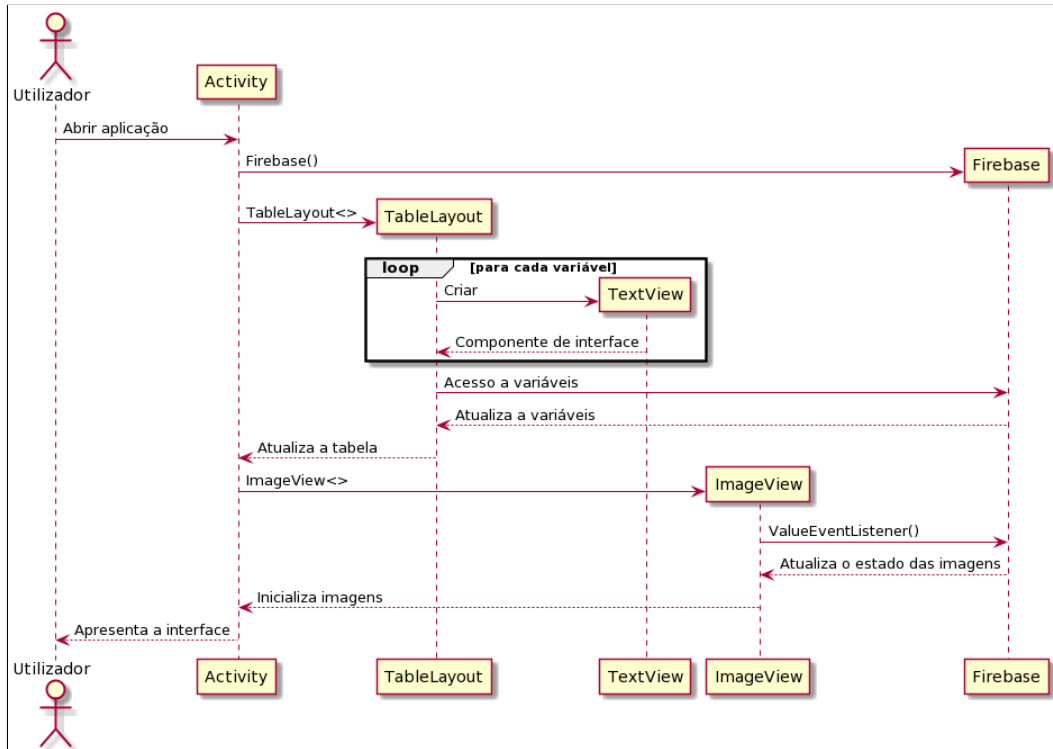 Utilizador
Activity
Abrir aplicação
Firebase()
Firebase
TableLayout<>
TableLayout
loop [para cada variável]
Criar
TextView
Componente de interface
Acesso a variáveis
Atualiza a variáveis
Atualiza a tabela
ImageView<>
ImageView
ValueEventListener()
Atualiza o estado das imagens
Inicializa imagens
Apresenta a interface
Utilizador
Activity
TableLayout
TextView
ImageView
Firebase